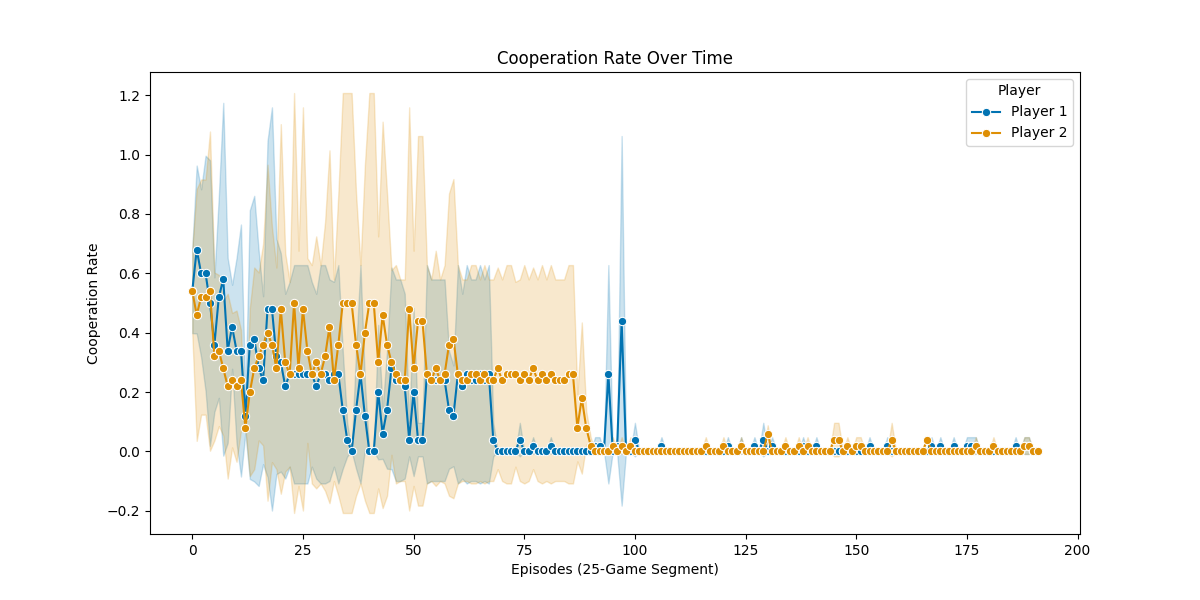 Cooperation Rate Over Time
Player
Player 1
Player 2
Cooperation Rate
1.2
1.0
0.8
0.6
0.4
0.2
0.0
−0.2
0 25 50 75 100 125 150 175 200
Episodes (25-Game Segment)